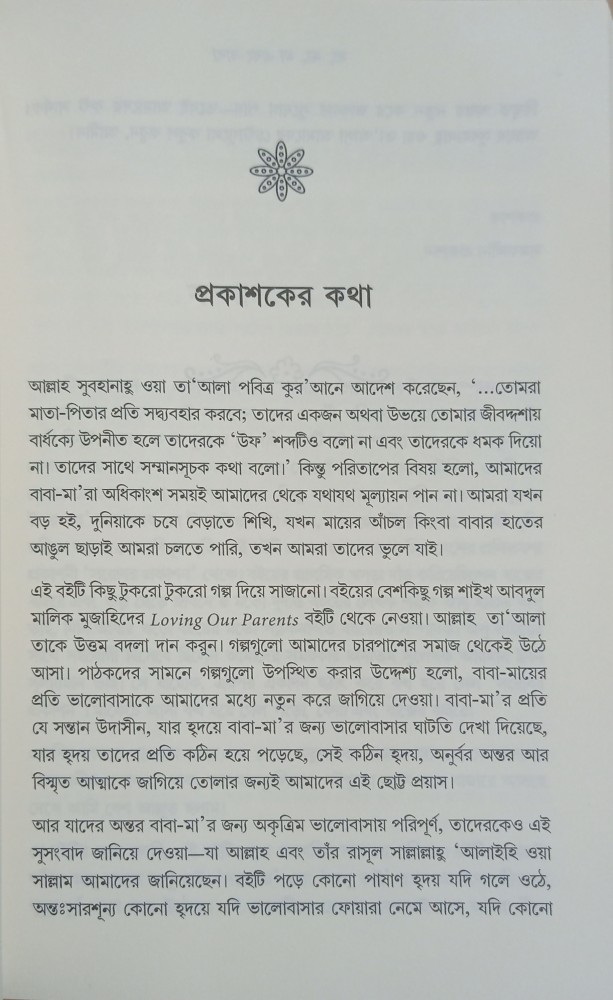 প্রকাশকের কথা
আল্লাহ সুবহানাহু ওয়া তা‘আলা পবিত্র কুর’আনে আদেশ করেছেন, ‘...তোমরা
মাতা-পিতার প্রতি সদ্ব্যবহার করবে; তাদের একজন অথবা উভয়ে তোমার জীবদ্দশায়
বার্ধক্যে উপনীত হলে তাদেরকে ‘উফ’ শব্দটিও বলো না এবং তাদেরকে ধমক দিয়ো
না। তাদের সাথে সম্মানসূচক কথা বলো।’ কিন্তু পরিতাপের বিষয় হলো, আমাদের
বাবা-মা’রা অধিকাংশ সময়ই আমাদের থেকে যথাযথ মূল্যায়ন পান না। আমরা যখন
বড় হই, দুনিয়াকে চষে বেড়াতে শিখি, যখন মায়ের আঁচল কিংবা বাবার হাতের
আঙুল ছাড়াই আমরা চলতে পারি, তখন আমরা তাদের ভুলে যাই।
এই বইটি কিছু টুকরো টুকরো গল্প দিয়ে সাজানো। বইয়ের বেশকিছু গল্প শাইখ আবদুল
মালিক মুজাহিদের Loving Our Parents বইটি থেকে নেওয়া। আল্লাহ তা‘আলা
তাকে উত্তম বদলা দান করুন। গল্পগুলো আমাদের চারপাশের সমাজ থেকেই উঠে
আসা। পাঠকদের সামনে গল্পগুলো উপস্থিত করার উদ্দেশ্য হলো, বাবা-মায়ের
প্রতি ভালোবাসাকে আমাদের মধ্যে নতুন করে জাগিয়ে দেওয়া। বাবা-মা’র প্রতি
যে সন্তান উদাসীন, যার হৃদয়ে বাবা-মা’র জন্য ভালোবাসার ঘাটতি দেখা দিয়েছে,
যার হৃদয় তাদের প্রতি কঠিন হয়ে পড়েছে, সেই কঠিন হৃদয়, অনুর্বর অন্তর আর
বিস্মৃত আত্মাকে জাগিয়ে তোলার জন্যই আমাদের এই ছোট্ট প্রয়াস।
আর যাদের অন্তর বাবা-মা’র জন্য অকৃত্রিম ভালোবাসায় পরিপূর্ণ, তাদেরকেও এই
সুসংবাদ জানিয়ে দেওয়া—যা আল্লাহ এবং তাঁর রাসূল সাল্লাল্লাহু ‘আলাইহি ওয়া
সাল্লাম আমাদের জানিয়েছেন। বইটি পড়ে কোনো পাষাণ হৃদয় যদি গলে ওঠে,
অন্তঃসারশূন্য কোনো হৃদয়ে যদি ভালোবাসার ফোয়ারা নেমে আসে, যদি কোনো